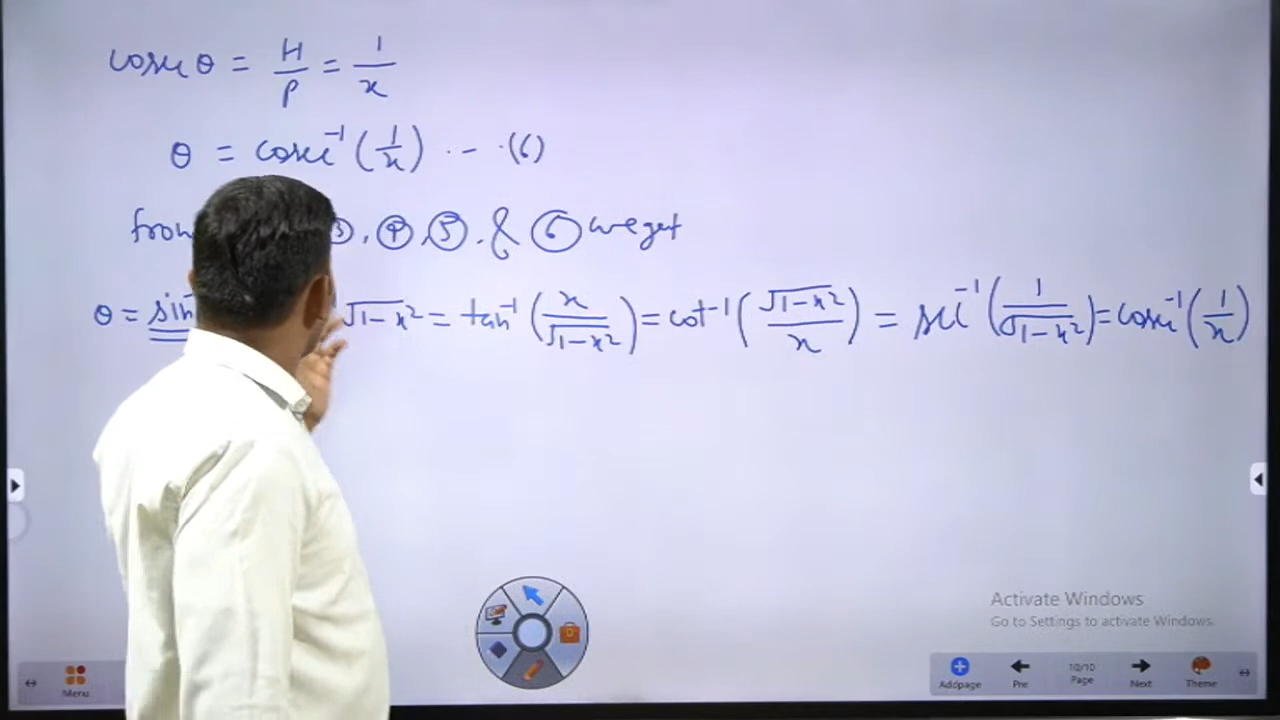 cosec θ = H/P = 1/x
θ = cosec⁻¹ (1/x) ... (6)
from ③, ④, ⑤, & ⑥ we get
θ = sin⁻ √1-x² = tan⁻¹ (x/√1-x²) = cot⁻¹ (√1-x²/x) = sec⁻¹ (1/√1-x²) = cosec⁻¹ (1/x)
Activate Windows
Go to Settings to activate Windows.
Menu
Addpage
Pre
10/10
Page
Next
Theme